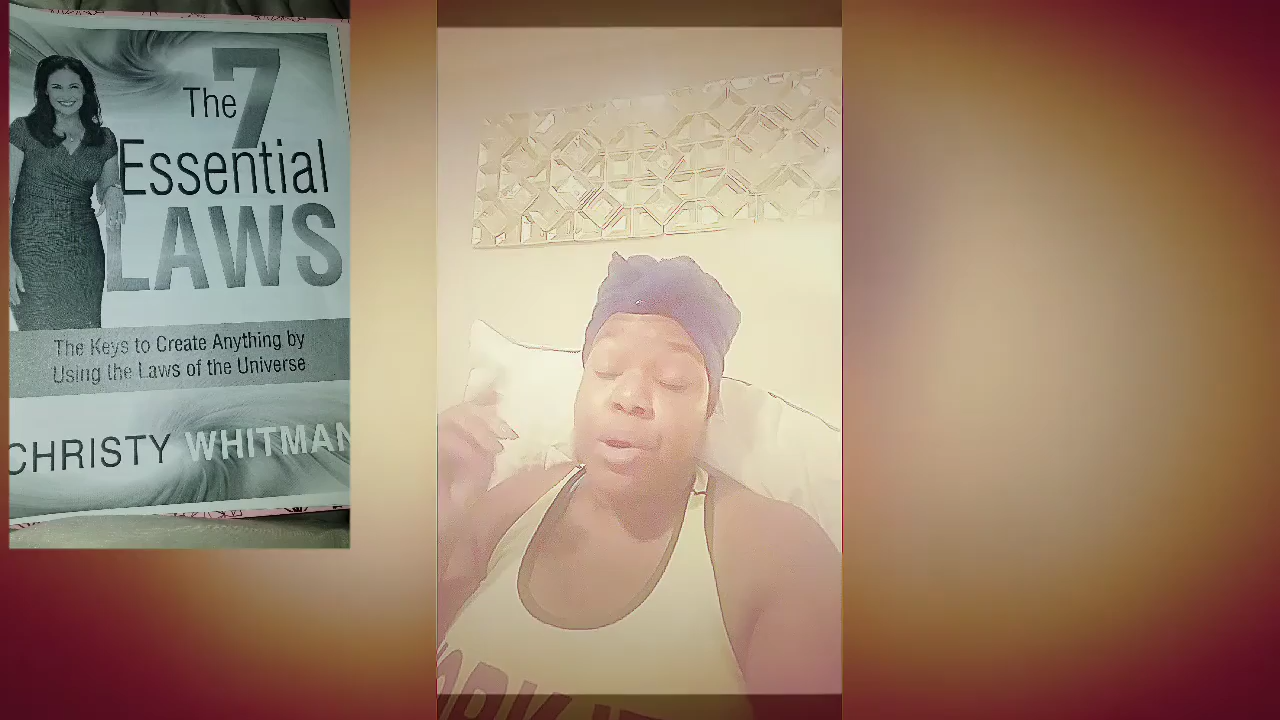 The 7
Essential
LAWS
The Keys to Create Anything by
Using the Laws of the Universe
CHRISTY WHITMAN